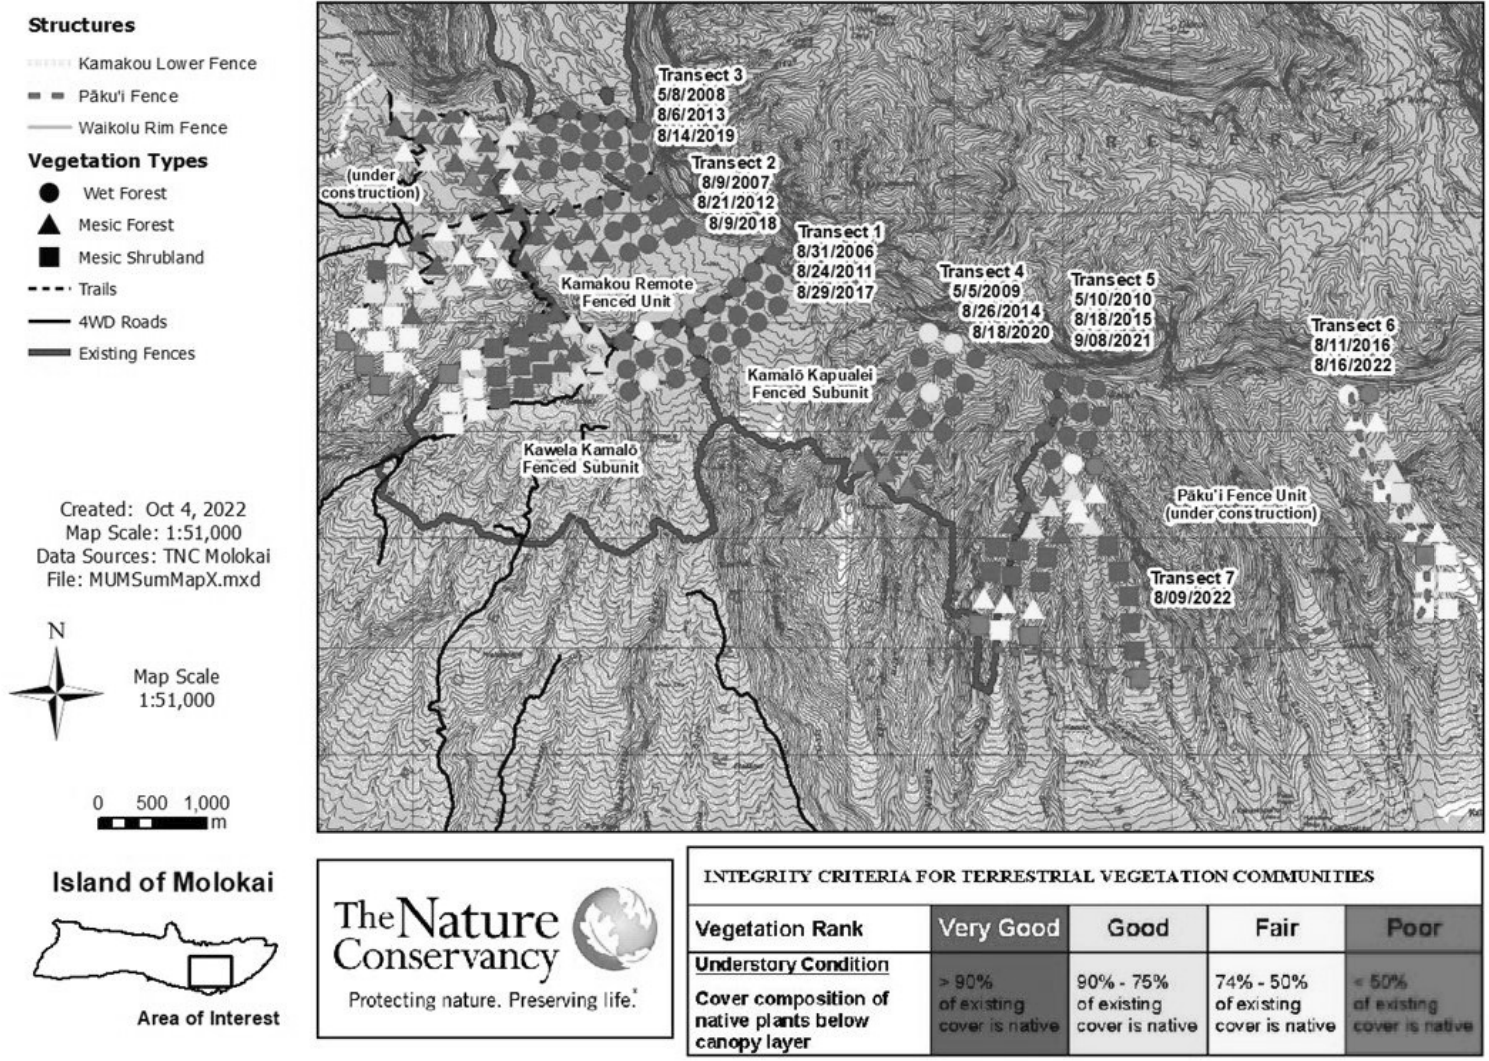 Structures
Kamakou Lower Fence
Pāku'i Fence
Waikolu Rim Fence
Vegetation Types
Wet Forest
Mesic Forest
Mesic Shrubland
Trails
4WD Roads
Existing Fences
Created: Oct 4, 2022
Map Scale: 1:51,000
Data Sources: TNC Molokai
File: MUMSumMapX.mxd
N
Map Scale
1:51,000
0 500 1,000
m
Island of Molokai
Area of Interest
Transect 3
5/8/2008
8/6/2013
8/14/2019
Transect 2
8/9/2007
8/21/2012
8/9/2018
(under
construction)
Transect 1
8/31/2006
8/24/2011
8/29/2017
Kamakou Remote
Fenced Unit
Transect 4
5/5/2009
8/26/2014
8/18/2020
Transect 5
5/10/2010
8/18/2015
9/08/2021
Transect 6
8/11/2016
8/16/2022
Kamalō Kapualei
Fenced Subunit
Kawela Kamalō
Fenced Subunit
Pāku'i Fence Unit
(under construction)
Transect 7
8/09/2022
The Nature
Conservancy
Protecting nature. Preserving life.
INTEGRITY CRITERIA FOR TERRESTRIAL VEGETATION COMMUNITIES
Vegetation Rank Very Good Good Fair Poor
Understory Condition
Cover composition of
native plants below
canopy layer
> 90%
of existing
cover is native
90% - 75%
of existing
cover is native
74% - 50%
of existing
cover is native
< 50%
of existing
cover is native